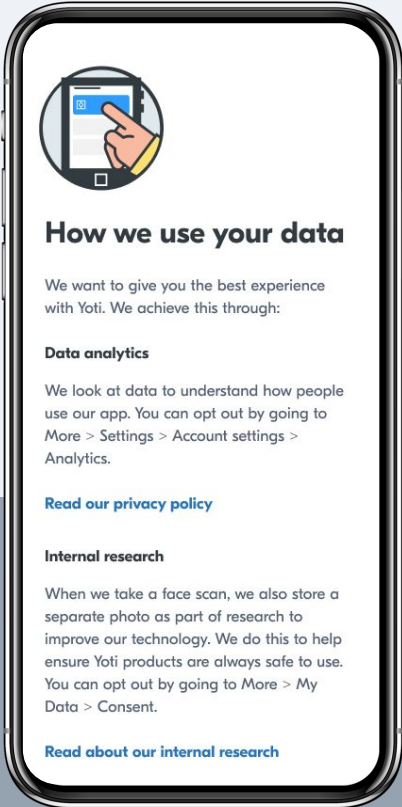 How we use your data
We want to give you the best experience
with Yoti. We achieve this through:
Data analytics
We look at data to understand how people
use our app. You can opt out by going to
More > Settings > Account settings >
Analytics.
Read our privacy policy
Internal research
When we take a face scan, we also store a
separate photo as part of research to
improve our technology. We do this to help
ensure Yoti products are always safe to use.
You can opt out by going to More > My
Data > Consent.
Read about our internal research